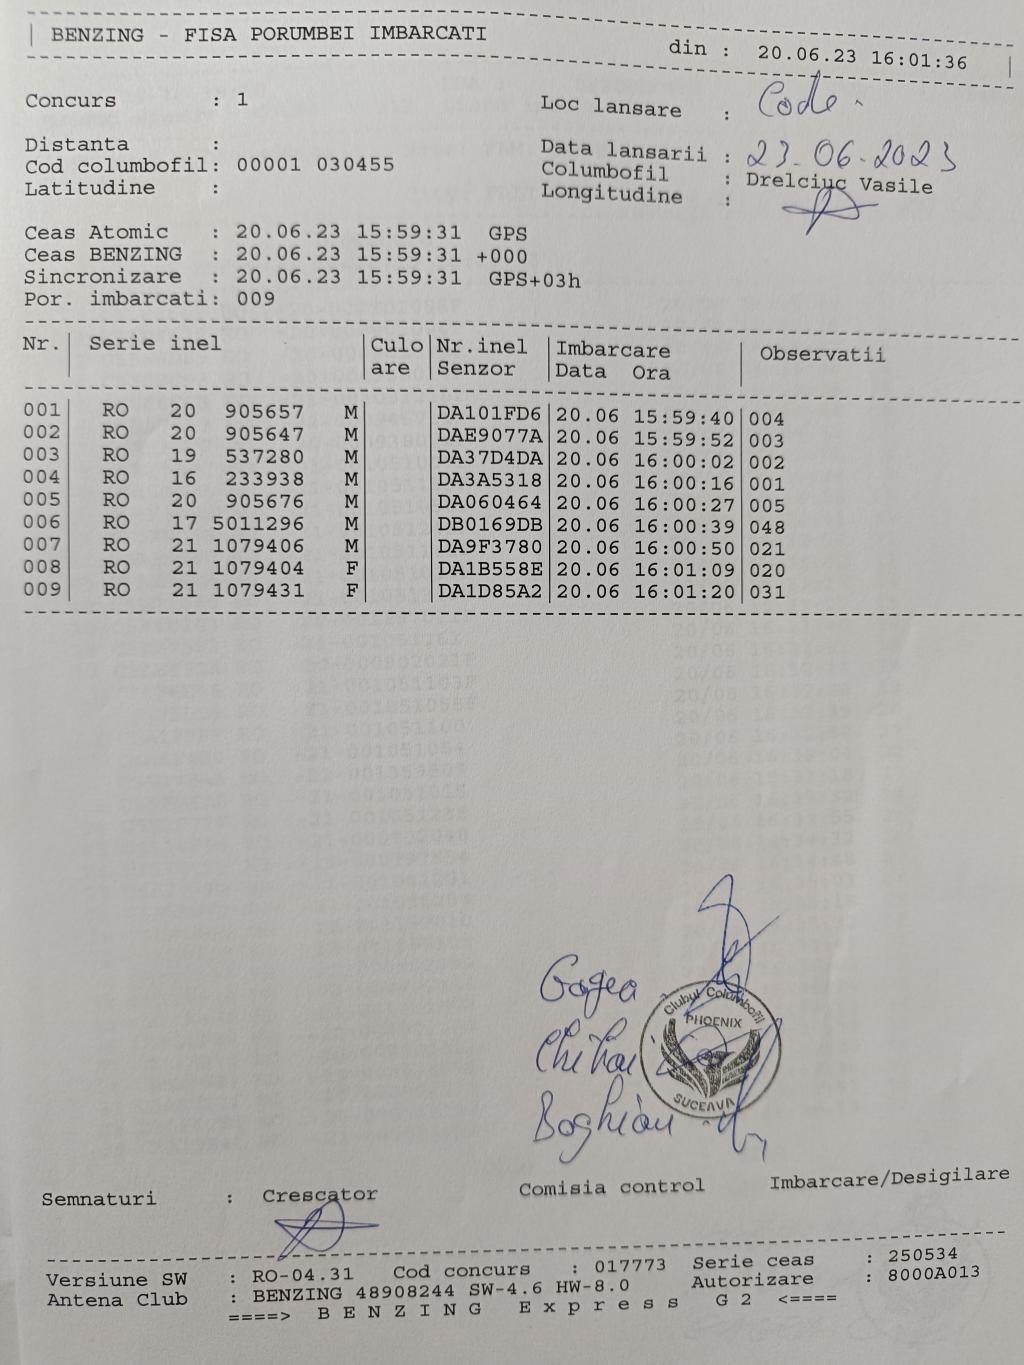 BENZING - FISA PORUMBEI IMBARCATI din : 20.06.23 16:01:36
Concurs : 1 Loc lansare : Code
Distanta : Data lansarii : 23.06.2023
Cod columbofil: 00001 030455 Columbofil : Drelciuc Vasile
Latitudine : Longitudine :
Ceas Atomic : 20.06.23 15:59:31 GPS
Ceas BENZING : 20.06.23 15:59:31 +000
Sincronizare : 20.06.23 15:59:31 GPS+03h
Por. imbarcati: 009
Nr. Serie inel Culo Nr.inel Imbarcare Observatii
are Senzor Data Ora
001 RO 20 905657 M DA101FD6 20.06 15:59:40 004
002 RO 20 905647 M DAE9077A 20.06 15:59:52 003
003 RO 19 537280 M DA37D4DA 20.06 16:00:02 002
004 RO 16 233938 M DA3A5318 20.06 16:00:16 001
005 RO 20 905676 M DA060464 20.06 16:00:27 005
006 RO 17 5011296 M DB0169DB 20.06 16:00:39 048
007 RO 21 1079406 M DA9F3780 20.06 16:00:50 021
008 RO 21 1079404 F DA1B558E 20.06 16:01:09 020
009 RO 21 1079431 F DA1D85A2 20.06 16:01:20 031
Gogea
Clubul Columbofil
PHOENIX
SUCEAVA
Boghian
Semnaturi : Crescator Comisia control Imbarcare/Desigilare
Versiune SW : RO-04.31 Cod concurs : 017773 Serie ceas : 250534
Antena Club : BENZING 48908244 SW-4.6 HW-8.0 Autorizare : 8000A013
====> B E N Z I N G E x p r e s s G 2 <====